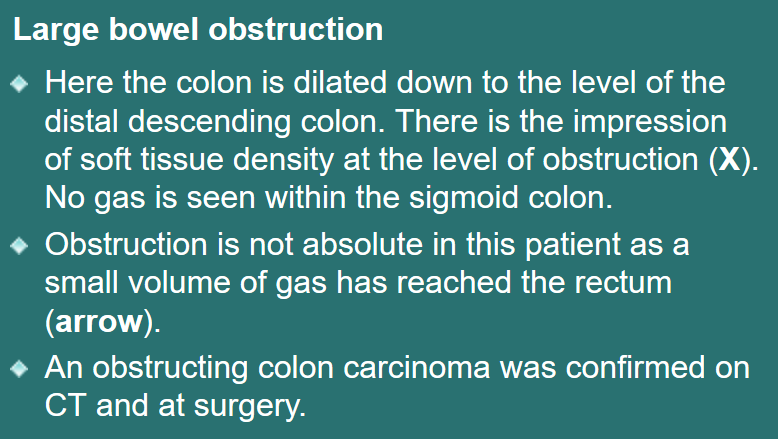 Large bowel obstruction
Here the colon is dilated down to the level of the
distal descending colon. There is the impression
of soft tissue density at the level of obstruction (X).
No gas is seen within the sigmoid colon.
Obstruction is not absolute in this patient as a
small volume of gas has reached the rectum
(arrow).
An obstructing colon carcinoma was confirmed on
CT and at surgery.